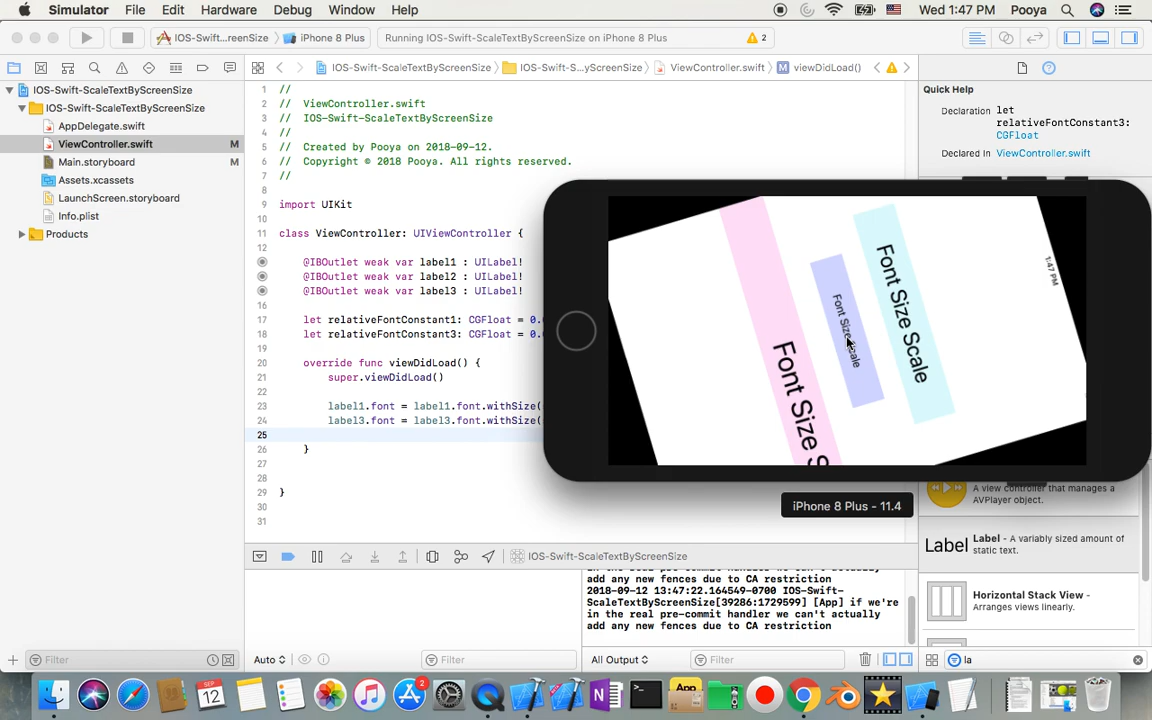 Simulator File Edit Hardware Debug Window Help Wed 1:47 PM Pooya
IOS-Swift...reenSize iPhone 8 Plus Running IOS-Swift-ScaleTextByScreenSize on iPhone 8 Plus 2
IOS-Swift-ScaleTextByScreenSize IOS-Swift-S...yScreenSize ViewController.swift M viewDidLoad()
IOS-Swift-ScaleTextByScreenSize
IOS-Swift-ScaleTextByScreenSize
AppDelegate.swift
ViewController.swift M
Main.storyboard M
Assets.xcassets
LaunchScreen.storyboard
Info.plist
Products
1 //
2 // ViewController.swift
3 // IOS-Swift-ScaleTextByScreenSize
4 //
5 // Created by Pooya on 2018-09-12.
6 // Copyright © 2018 Pooya. All rights reserved.
7 //
8
9 import UIKit
10
11 class ViewController: UIViewController {
12
@IBOutlet weak var label1 : UILabel!
@IBOutlet weak var label2 : UILabel!
@IBOutlet weak var label3 : UILabel!
16
17 let relativeFontConstant1: CGFloat = 0.
18 let relativeFontConstant3: CGFloat = 0.
19
20 override func viewDidLoad() {
21 super.viewDidLoad()
22
23 label1.font = label1.font.withSize(
24 label3.font = label3.font.withSize(
25
26 }
27
28
29 }
30
31
Quick Help
Declaration let
relativeFontConstant3:
CGFloat
Declared In ViewController.swift
1:47 PM
Font Size Scale
Font Size Scale
Font Size S
iPhone 8 Plus - 11.4
A view controller that manages a
AVPlayer object.
Label
Label - A variably sized amount of
static text.
Horizontal Stack View -
Arranges views linearly.
IOS-Swift-ScaleTextByScreenSize
add any new fences due to CA restriction
2018-09-12 13:47:22.164549-0700 IOS-Swift-
ScaleTextByScreenSize[39286:1729599] [App] if we're
in the real pre-commit handler we can't actually
add any new fences due to CA restriction
Filter Auto Filter All Output Filter la
SEP
12
2
App